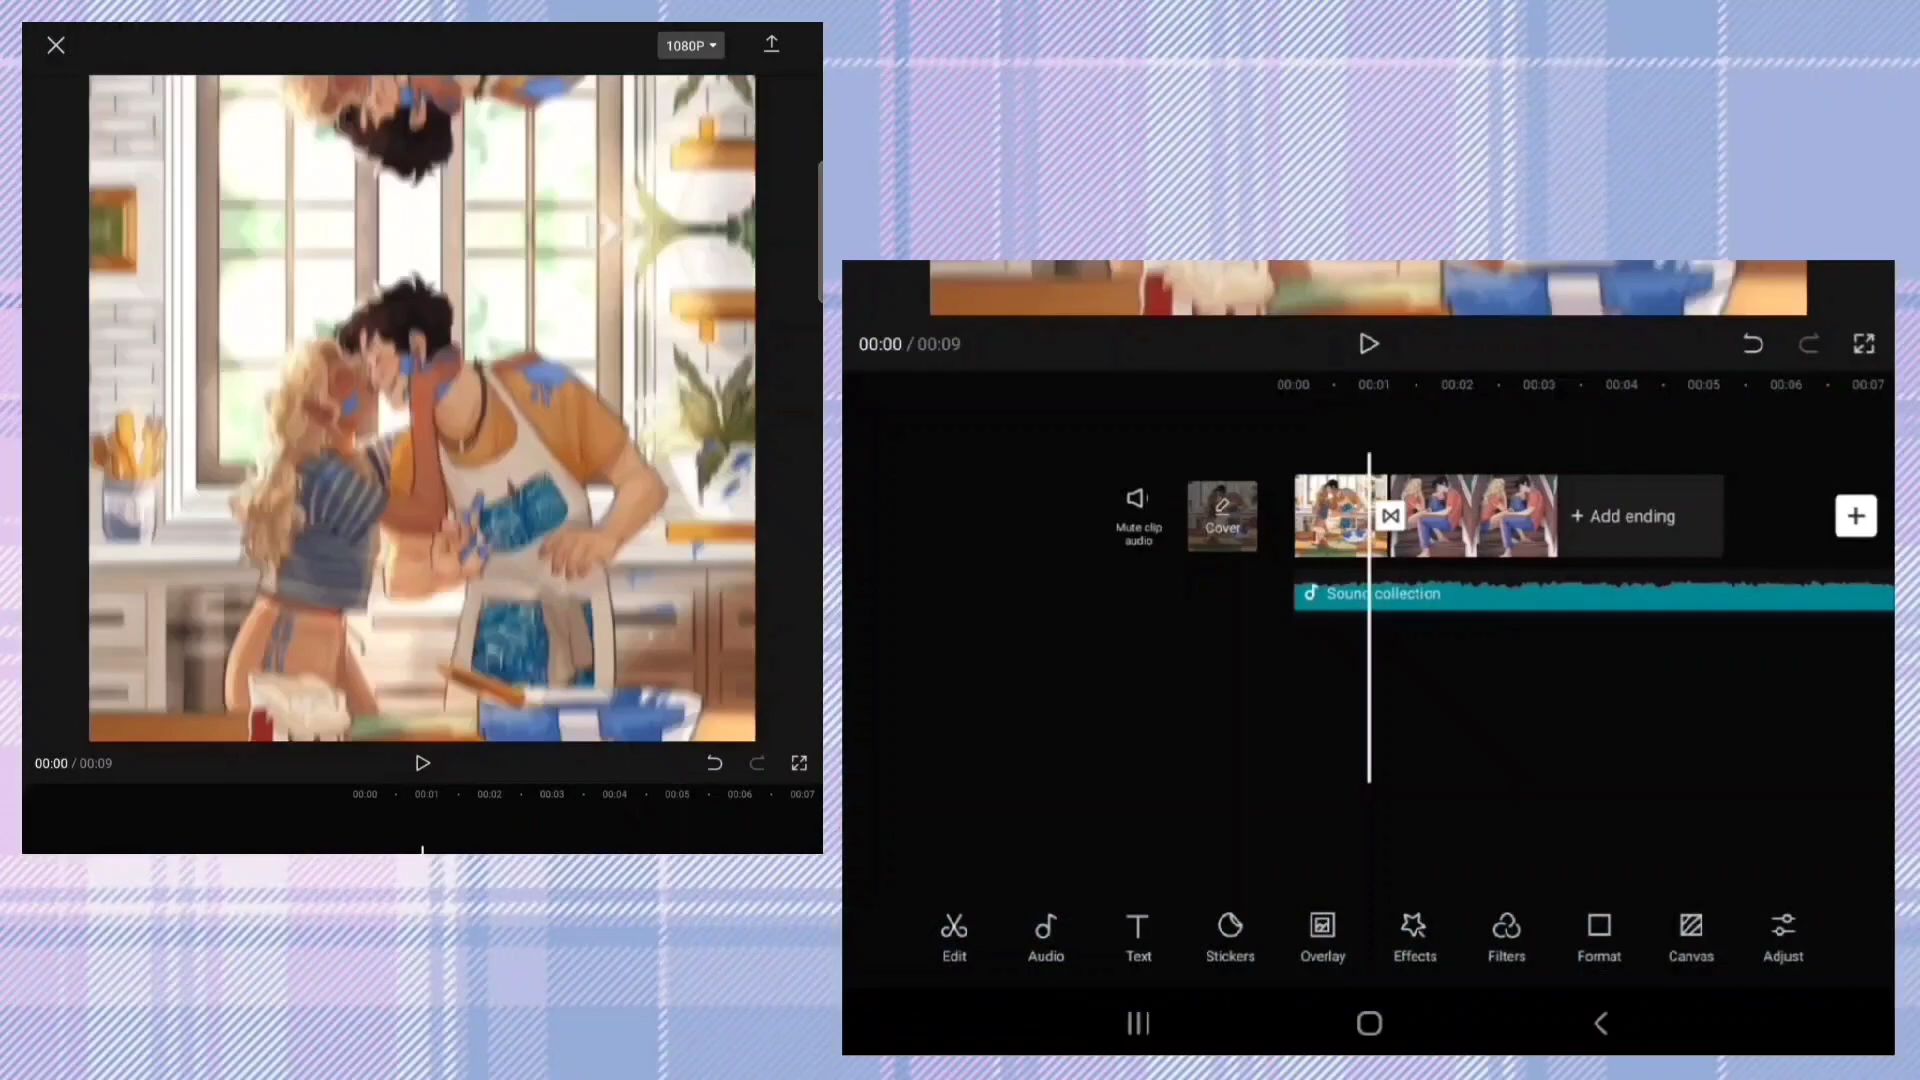 1080P
00:00 / 00:09
00:00 00:01 00:02 00:03 00:04 00:05 00:06 00:07
00:00 / 00:09
00:00 00:01 00:02 00:03 00:04 00:05 00:06 00:07
Mute clip
audio
Cover
+ Add ending
Sound collection
Edit Audio Text Stickers Overlay Effects Filters Format Canvas Adjust